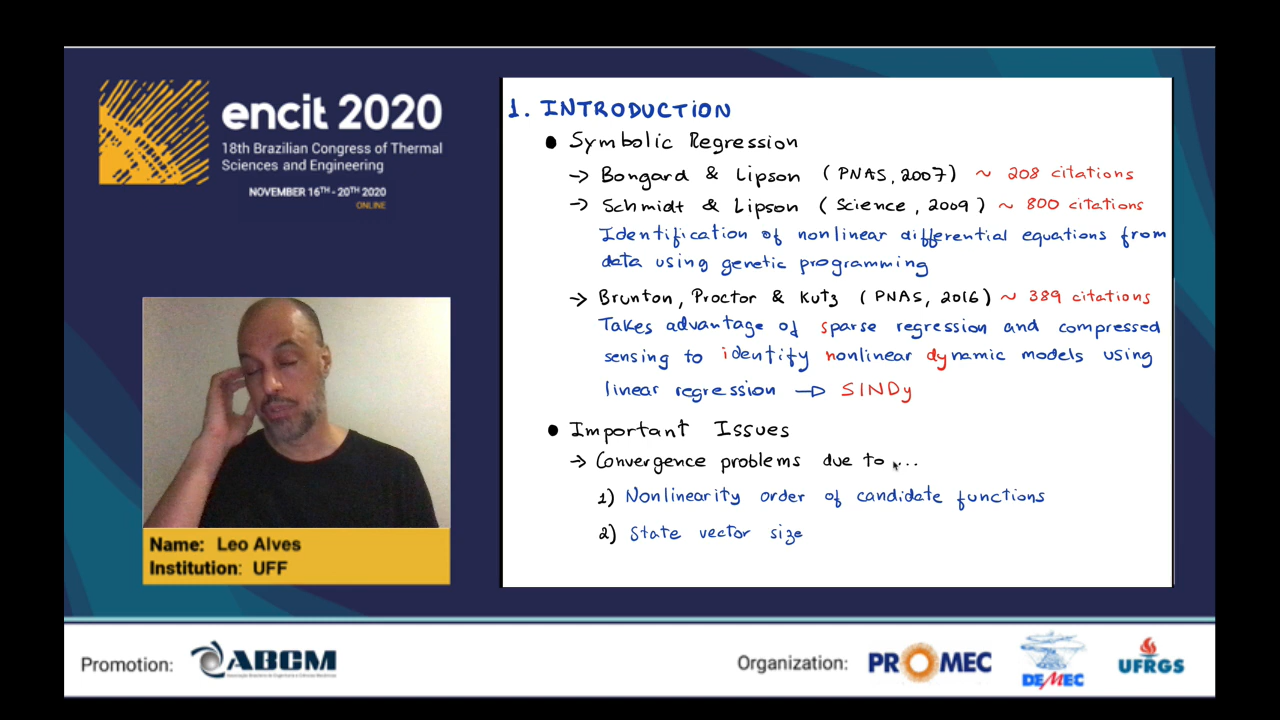 encit 2020
18th Brazilian Congress of Thermal
Sciences and Engineering
NOVEMBER 16TH - 20TH 2020
ONLINE
Name: Leo Alves
Institution: UFF
1. INTRODUCTION
● Symbolic Regression
→ Bongard & Lipson (PNAS, 2007) ~ 208 citations
→ Schmidt & Lipson (Science, 2009) ~ 800 citations
Identification of nonlinear differential equations from
data using genetic programming
→ Brunton, Proctor & Kutz (PNAS, 2016) ~ 389 citations
Takes advantage of sparse regression and compressed
sensing to identify nonlinear dynamic models using
linear regression → SINDy
● Important Issues
→ Convergence problems due to ...
1) Nonlinearity order of candidate functions
2) State vector size
Promotion: ABCM
Organization: PROMEC DEMEC UFRGS